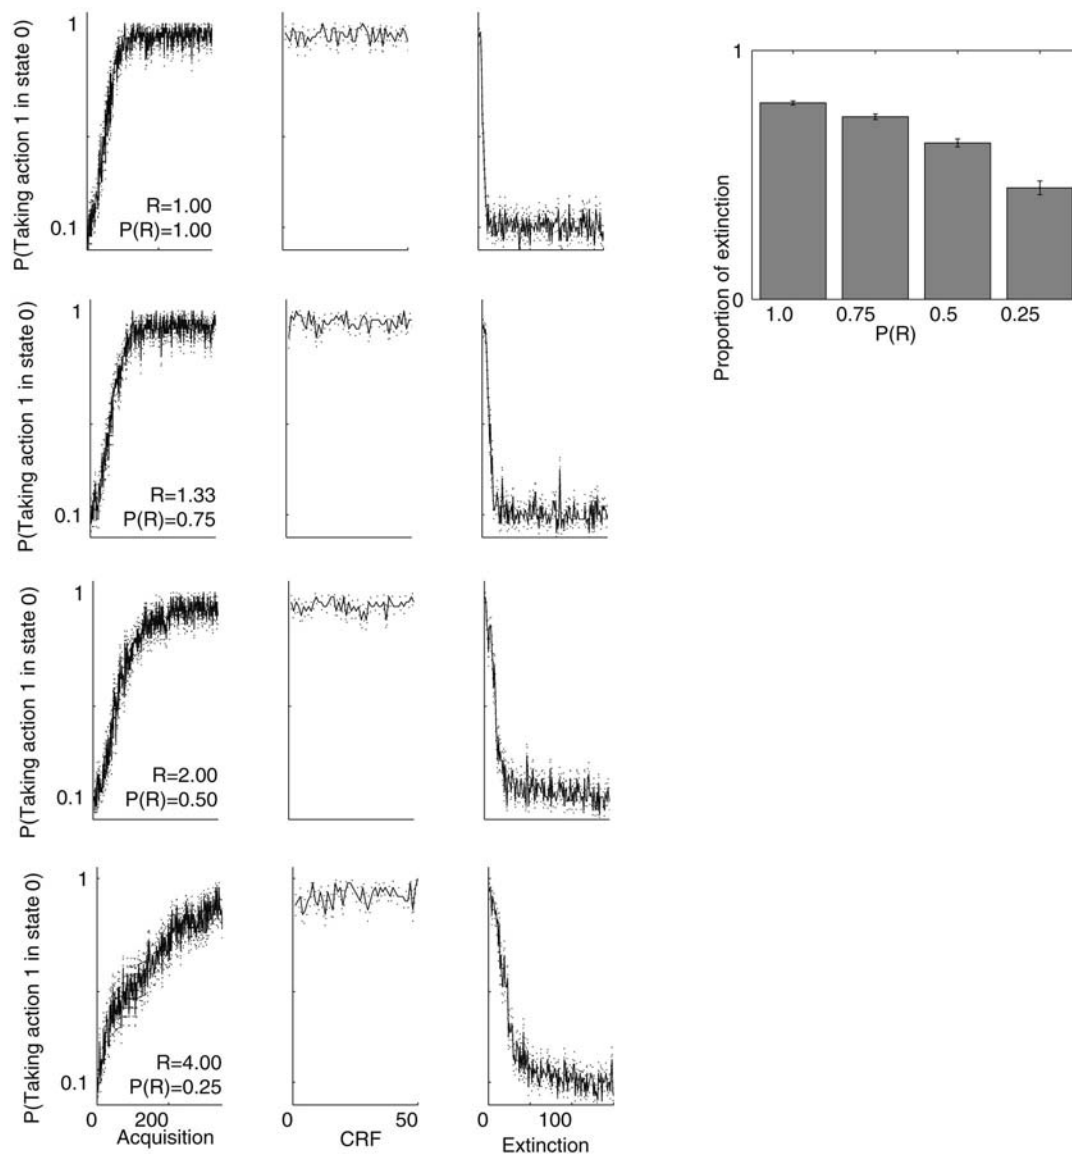 P(Taking action 1 in state 0)
1
0.1
R=1.00
P(R)=1.00
P(Taking action 1 in state 0)
1
0.1
R=1.33
P(R)=0.75
P(Taking action 1 in state 0)
1
0.1
R=2.00
P(R)=0.50
P(Taking action 1 in state 0)
1
0.1
R=4.00
P(R)=0.25
0 200
Acquisition
0 50
CRF
0 100
Extinction
Proportion of extinction
1
0
1.0 0.75 0.5 0.25
P(R)